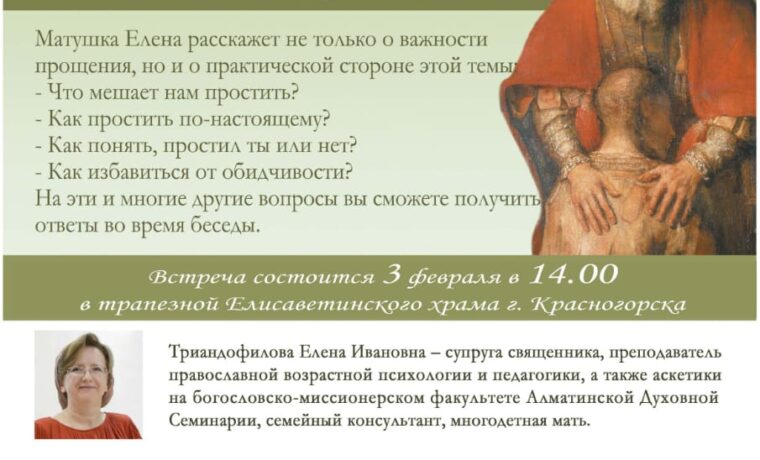 Матушка Елена расскажет не только о важности
прощения, но и о практической стороне этой темы:
- Что мешает нам простить?
- Как простить по-настоящему?
- Как понять, простил ты или нет?
- Как избавиться от обидчивости?
На эти и многие другие вопросы вы сможете получить
ответы во время беседы.
Встреча состоится 3 февраля в 14.00
в трапезной Елисаветинского храма г. Красногорска
Триандофилова Елена Ивановна – супруга священника, преподаватель
православной возрастной психологии и педагогики, а также аскетики
на богословско-миссионерском факультете Алматинской Духовной
Семинарии, семейный консультант, многодетная мать.